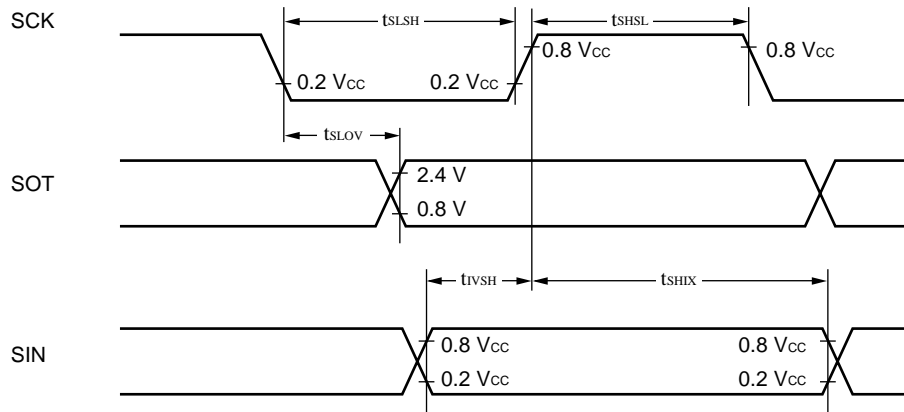 SCK
tSLSH
tSHSL
0.8 VCC
0.8 VCC
0.2 VCC
0.2 VCC
tSLOV
SOT
2.4 V
0.8 V
tIVSH
tSHIX
SIN
0.8 VCC
0.8 VCC
0.2 VCC
0.2 VCC